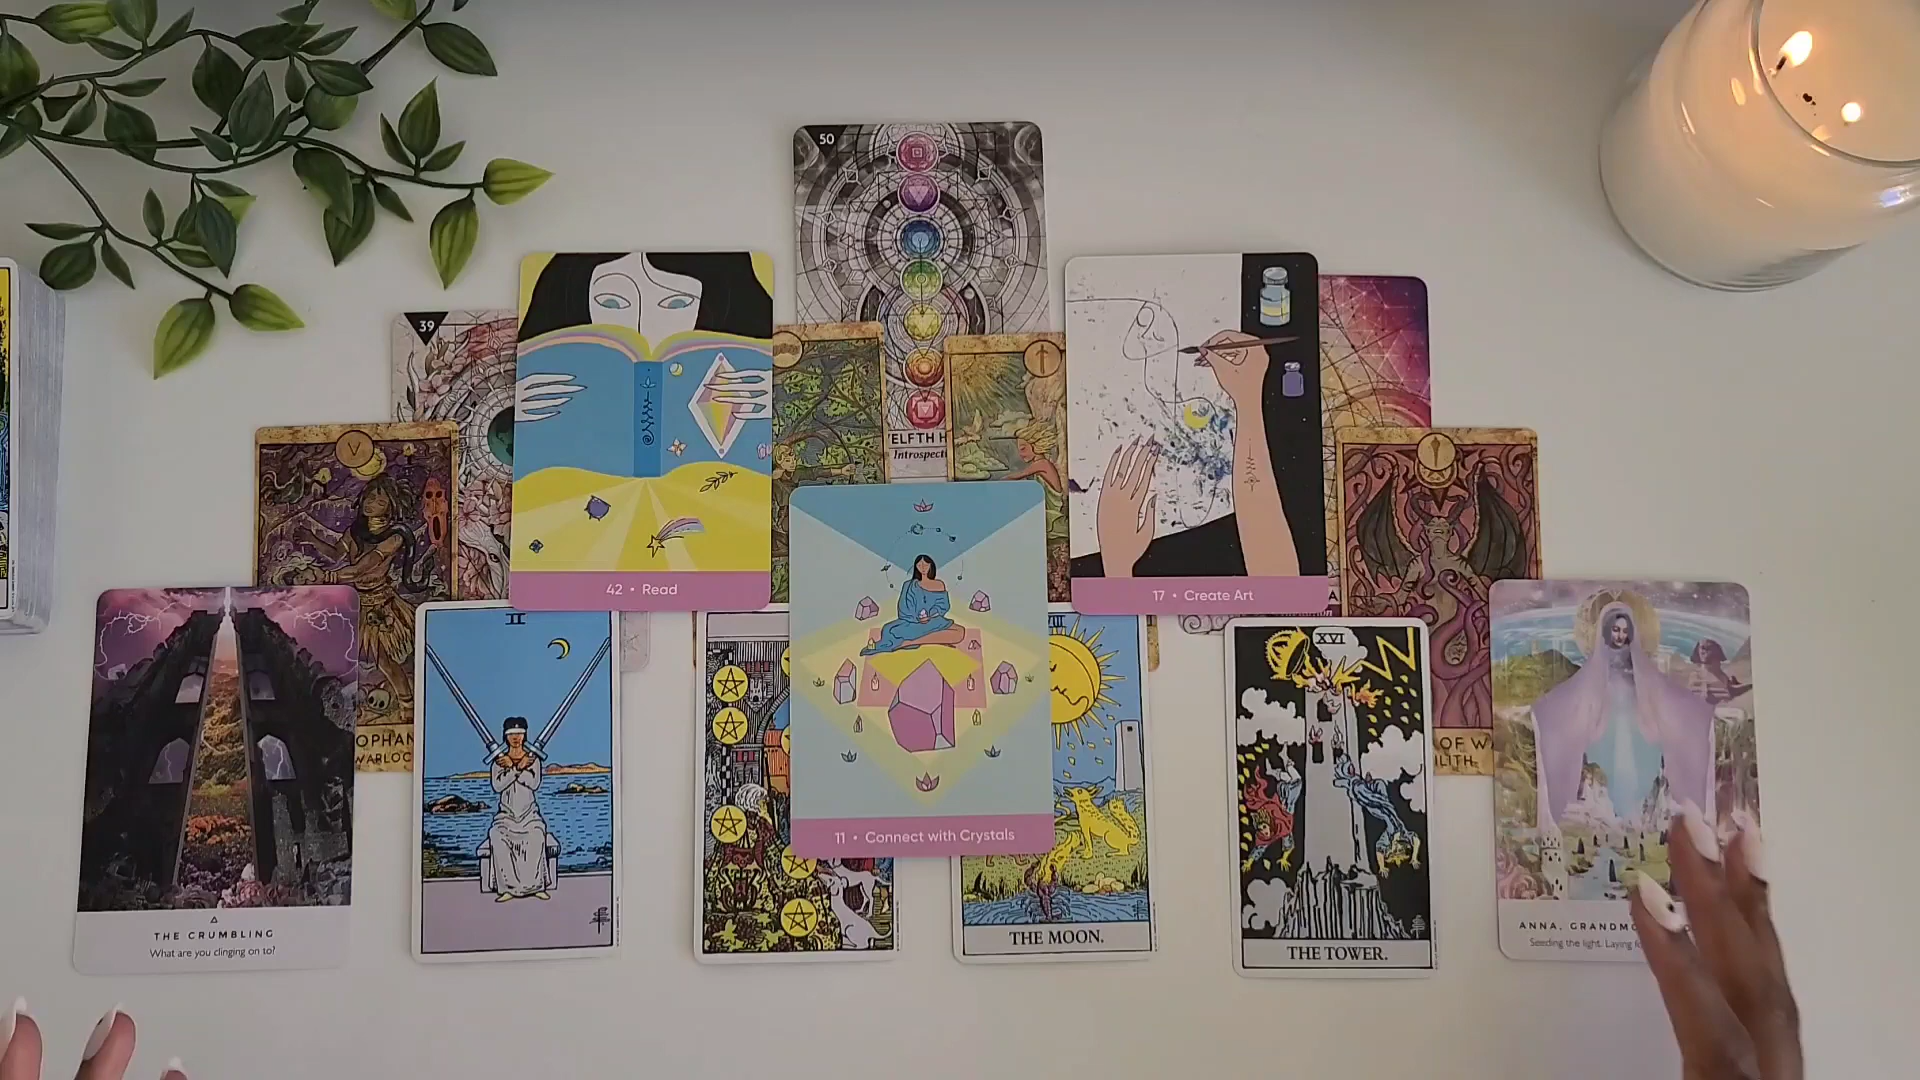 50
39
V
ELFTH H
Introspect
42 • Read
17 • Create Art
II
XVI
OPHAN
WARLOC
OF W
ILITH
11 • Connect with Crystals
THE CRUMBLING
What are you clinging on to?
THE MOON.
THE TOWER.
ANNA, GRANDMO
Seeding the light. Laying